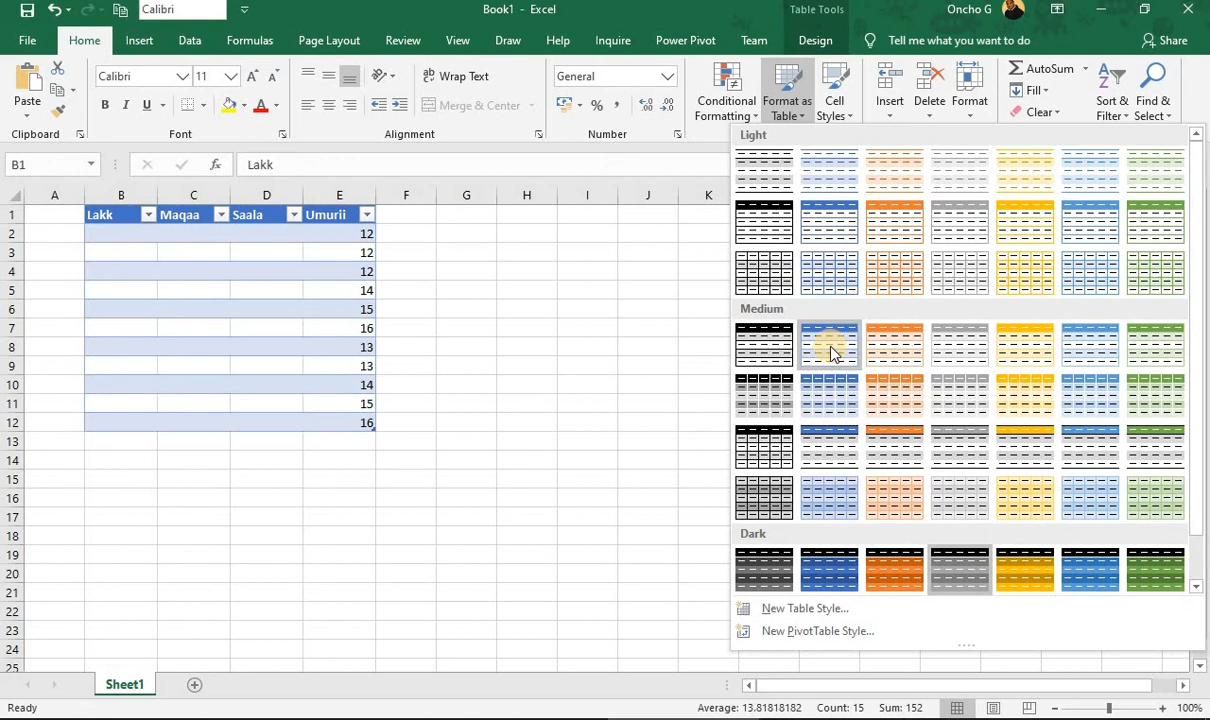 Calibri
Book1 - Excel
Table Tools
Oncho G
File Home Insert Data Formulas Page Layout Review View Draw Help Inquire Power Pivot Team Design Tell me what you want to do Share
Calibri 11 Wrap Text General AutoSum
Paste B I U A Merge & Center % Conditional Formatting Format as Table Cell Styles Insert Delete Format Fill Sort & Filter Find & Select
Clear
Clipboard Font Alignment Number
Light
B1 fx Lakk
A B C D E F G H I J K
1 Lakk Maqaa Saala Umurii
2 12
3 12
4 12
5 14
6 15
7 16
8 13
9 13
10 14
11 15
12 16
13
14
15
16
17
18
19
20
21
22
23
24
25
Medium
Dark
New Table Style...
New PivotTable Style...
Sheet1
Ready Average: 13.81818182 Count: 15 Sum: 152 100%